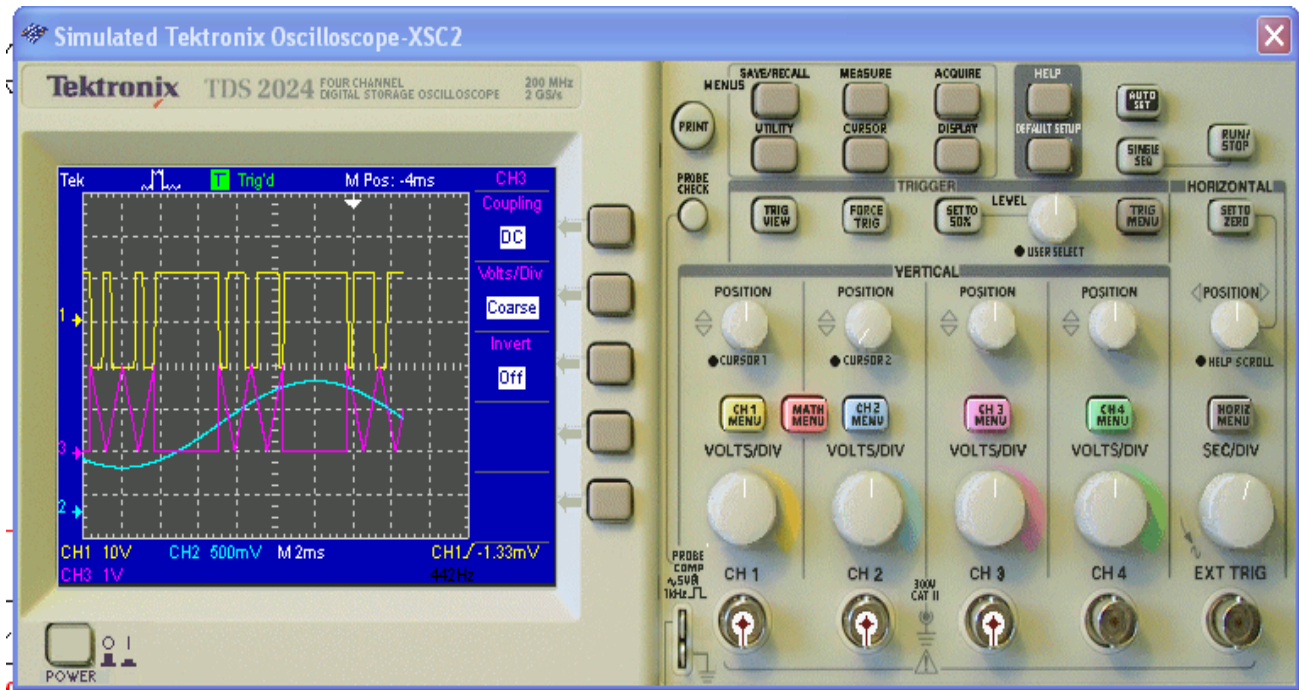 Simulated Tektronix Oscilloscope-XSC2
Tektronix TDS 2024 FOUR CHANNEL DIGITAL STORAGE OSCILLOSCOPE 200 MHz 2 GS/s
Tek T Trig'd M Pos: -4ms CH3
Coupling
DC
Volts/Div
Coarse
Invert
Off
1
3
2
CH1 10V CH2 500mV M 2ms CH1 -1.33mV
CH3 1V 442Hz
POWER
MENUS
SAVE/RECALL MEASURE ACQUIRE HELP
PRINT
UTILITY CURSOR DISPLAY DEFAULT SETUP
AUTO SET
SINGLE SEQ
RUN/ STOP
PROBE CHECK
TRIGGER
TRIG VIEW
FORCE TRIG
SET TO 50%
LEVEL
USER SELECT
TRIG MENU
HORIZONTAL
SET TO ZERO
VERTICAL
POSITION POSITION POSITION POSITION POSITION
CURSOR 1 CURSOR 2 HELP SCROLL
CH 1 MENU
MATH MENU
CH 2 MENU
CH 3 MENU
CH 4 MENU
HORIZ MENU
VOLTS/DIV VOLTS/DIV VOLTS/DIV VOLTS/DIV SEC/DIV
PROBE COMP
~5V@
1kHz
CH 1 CH 2 CH 3 CH 4 EXT TRIG
300V
CAT II